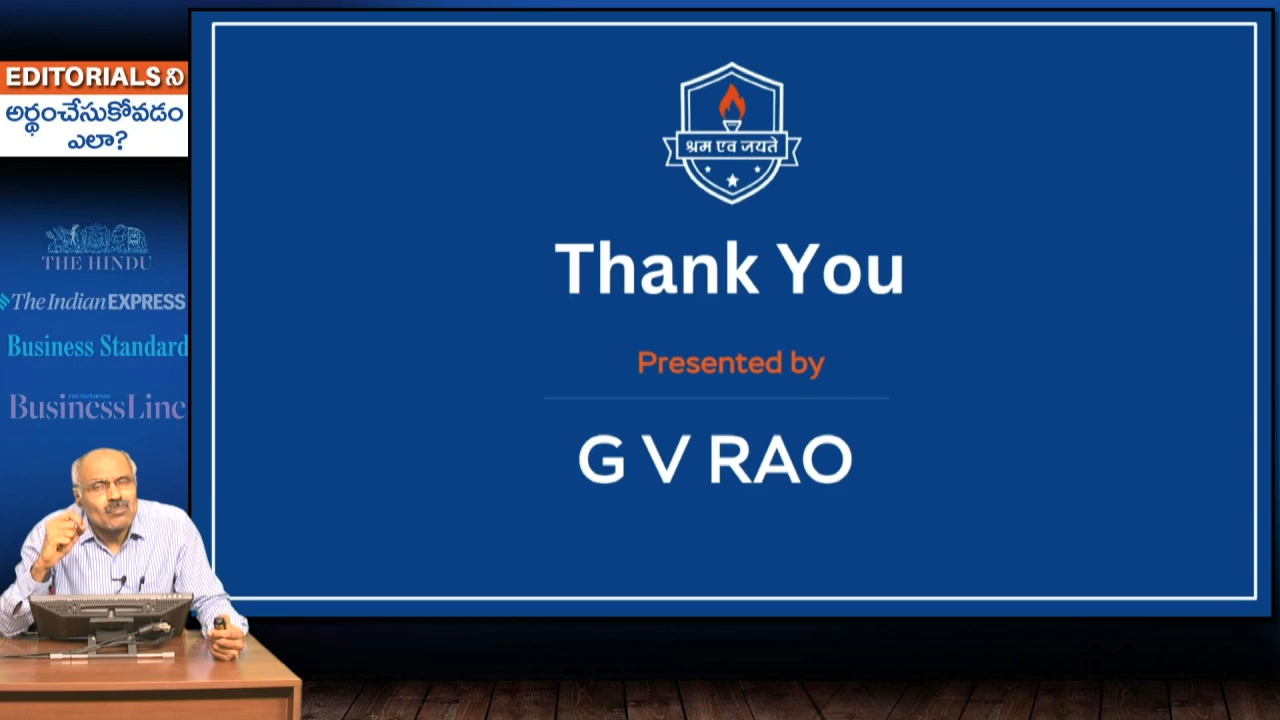 EDITORIALS ని
అర్థంచేసుకోవడం
ఎలా?
THE HINDU
The Indian EXPRESS
Business Standard
BusinessLine
श्रम एव जयते
Thank You
Presented by
G V RAO